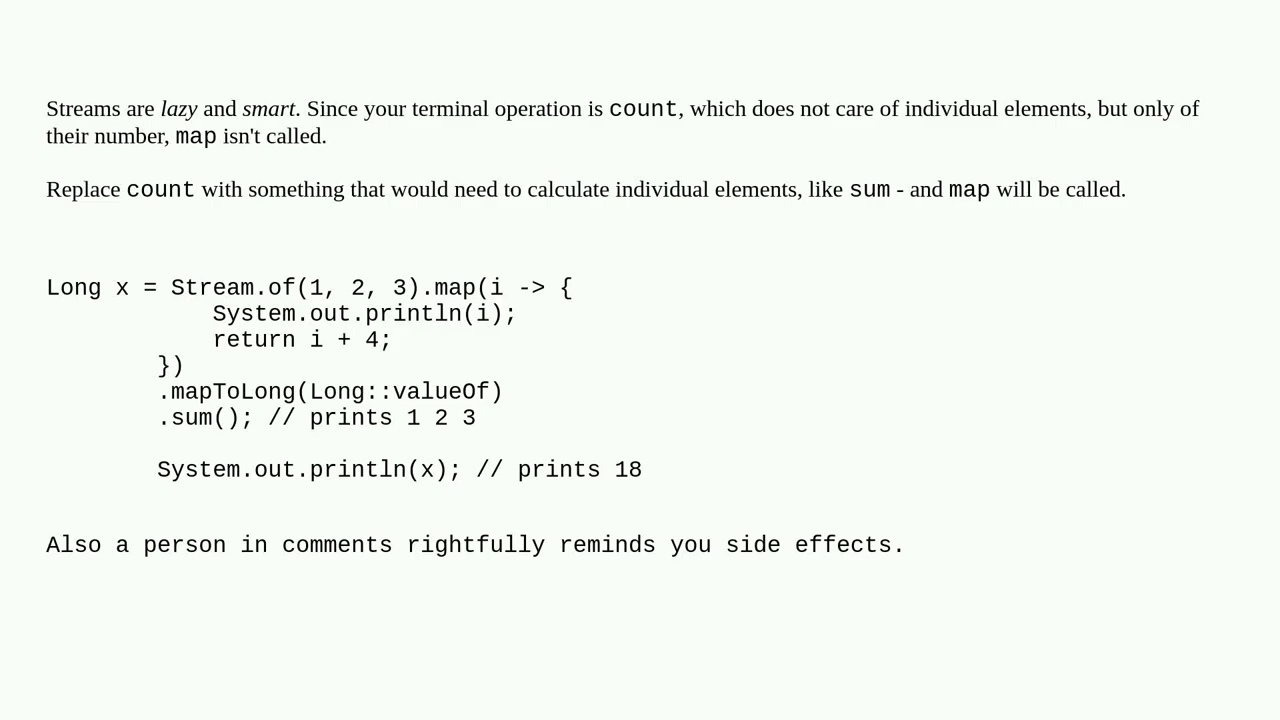 Streams are lazy and smart. Since your terminal operation is count, which does not care of individual elements, but only of
their number, map isn't called.
Replace count with something that would need to calculate individual elements, like sum - and map will be called.
Long x = Stream.of(1, 2, 3).map(i -> {
            System.out.println(i);
            return i + 4;
        })
        .mapToLong(Long::valueOf)
        .sum(); // prints 1 2 3
        System.out.println(x); // prints 18
Also a person in comments rightfully reminds you side effects.